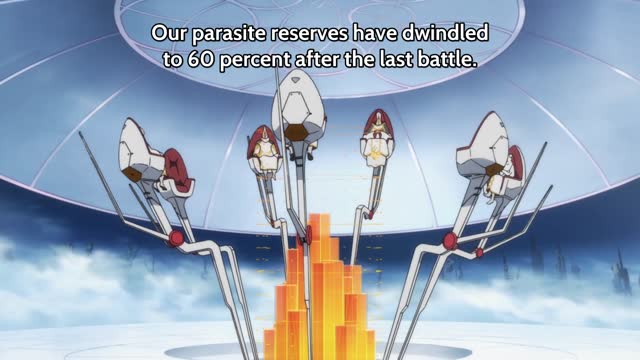 Our parasite reserves have dwindled
to 60 percent after the last battle.